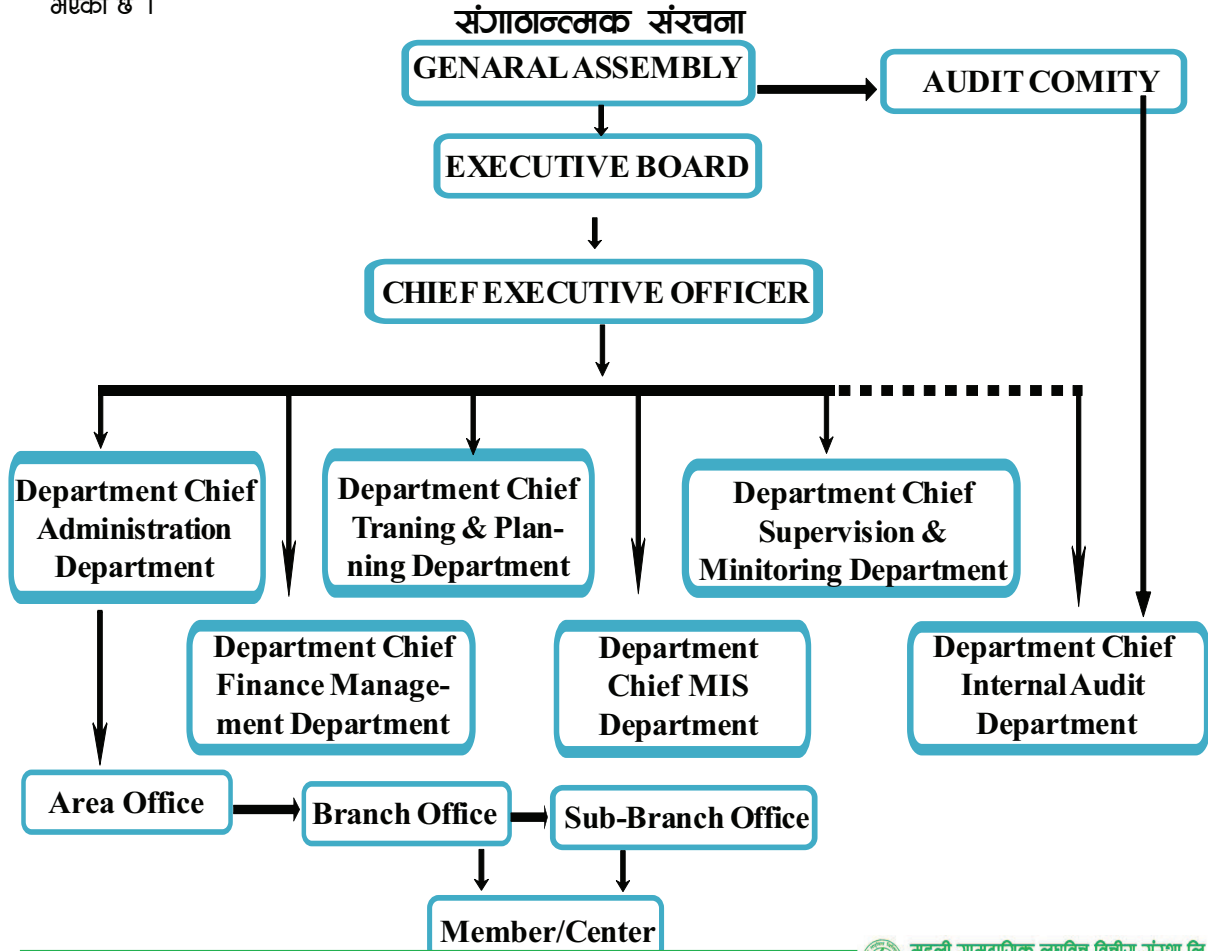 भएको छ ।
संगाठान्त्मक संरचना
GENARAL ASSEMBLY
AUDIT COMITY
EXECUTIVE BOARD
CHIEF EXECUTIVE OFFICER
Department Chief
Administration
Department
Department Chief
Traning & Plan-
ning Department
Department Chief
Supervision &
Minitoring Department
Department Chief
Finance Manage-
ment Department
Department
Chief MIS
Department
Department Chief
Internal Audit
Department
Area Office
Branch Office
Sub-Branch Office
Member/Center
सामुदायिक लघुवित्त वित्तीय संस्था लि